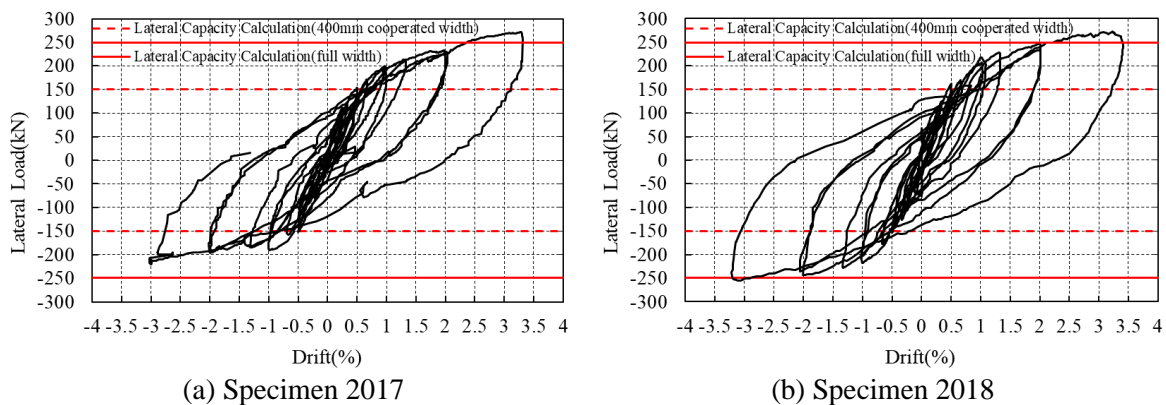 300
250
200
150
100
50
0
-50
-100
-150
-200
-250
-300
Lateral Load(kN)
Lateral Capacity Calculation(400mm cooperated width)
Lateral Capacity Calculation(full width)
-4 -3.5 -3 -2.5 -2 -1.5 -1 -0.5 0 0.5 1 1.5 2 2.5 3 3.5 4
Drift(%)
(a) Specimen 2017
300
250
200
150
100
50
0
-50
-100
-150
-200
-250
-300
Lateral Load(kN)
Lateral Capacity Calculation(400mm cooperated width)
Lateral Capacity Calculation(full width)
-4 -3.5 -3 -2.5 -2 -1.5 -1 -0.5 0 0.5 1 1.5 2 2.5 3 3.5 4
Drift(%)
(b) Specimen 2018